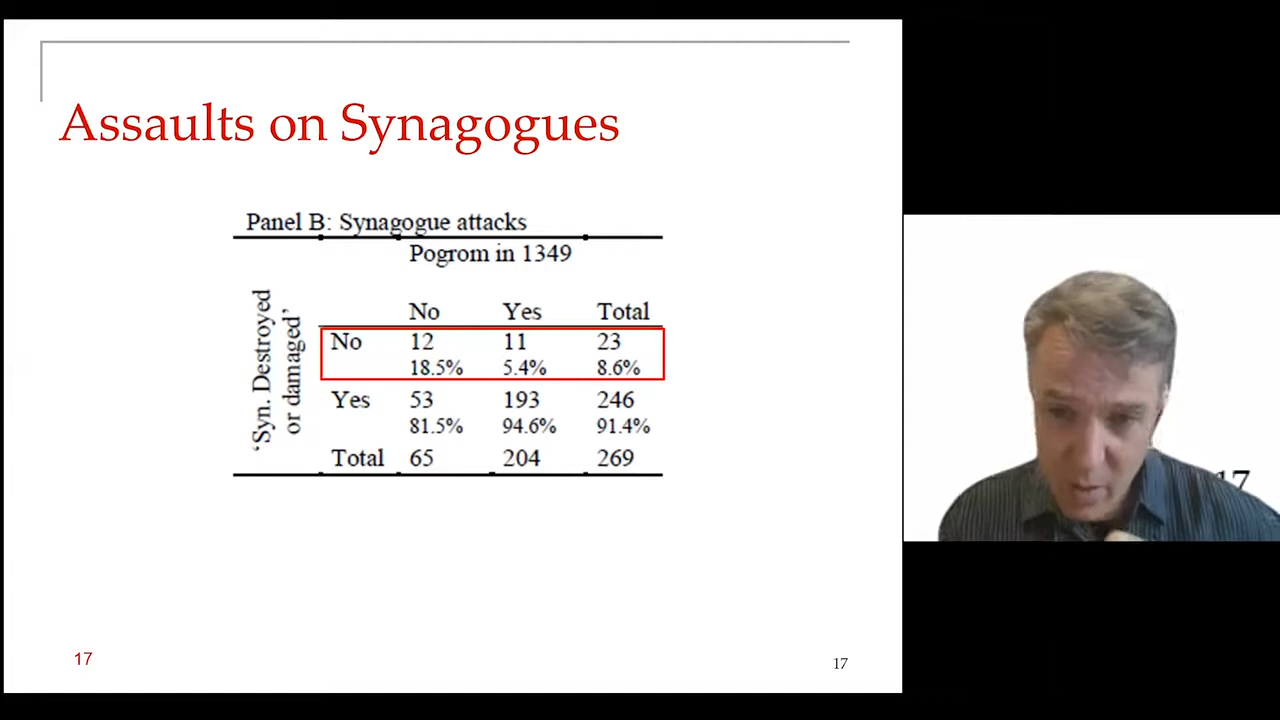 Assaults on Synagogues
Panel B: Synagogue attacks
Pogrom in 1349
'Syn. Destroyed
or damaged'
No Yes Total
No 12 11 23
18.5% 5.4% 8.6%
Yes 53 193 246
81.5% 94.6% 91.4%
Total 65 204 269
17
17
17